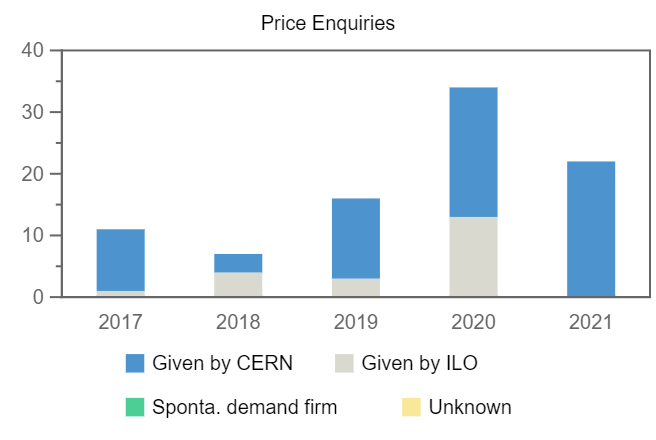 Price Enquiries
40
30
20
10
0
2017 2018 2019 2020 2021
Given by CERN Given by ILO
Sponta. demand firm Unknown